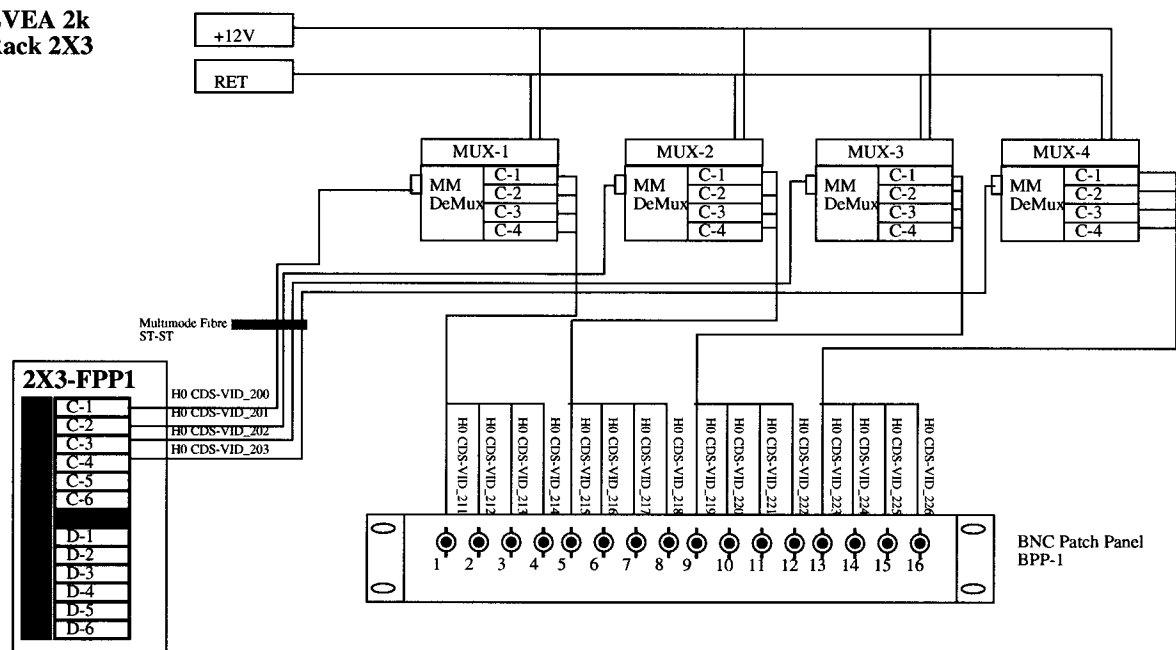 VEA 2k
ack 2X3
+12V
RET
MUX-1
MM
DeMux
C-1
C-2
C-3
C-4
MUX-2
MM
DeMux
C-1
C-2
C-3
C-4
MUX-3
MM
DeMux
C-1
C-2
C-3
C-4
MUX-4
MM
DeMux
C-1
C-2
C-3
C-4
Multimode Fibre
ST-ST
2X3-FPP1
C-1
C-2
C-3
C-4
C-5
C-6
D-1
D-2
D-3
D-4
D-5
D-6
H0 CDS-VID_200
H0 CDS-VID_201
H0 CDS-VID_202
H0 CDS-VID_203
H0 CDS-VID_211
H0 CDS-VID_212
H0 CDS-VID_213
H0 CDS-VID_214
H0 CDS-VID_215
H0 CDS-VID_216
H0 CDS-VID_217
H0 CDS-VID_218
H0 CDS-VID_219
H0 CDS-VID_220
H0 CDS-VID_221
H0 CDS-VID_222
H0 CDS-VID_223
H0 CDS-VID_224
H0 CDS-VID_225
H0 CDS-VID_226
1 2 3 4 5 6 7 8 9 10 11 12 13 14 15 16
BNC Patch Panel
BPP-1